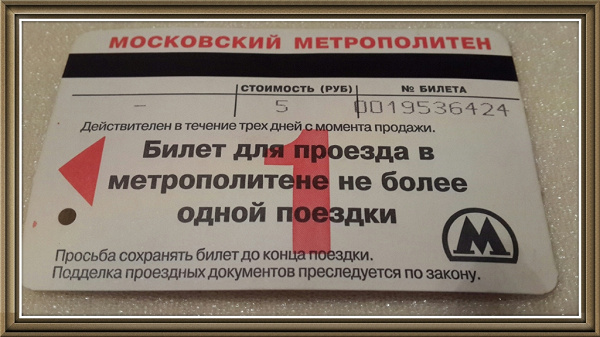 МОСКОВСКИЙ МЕТРОПОЛИТЕН
СТОИМОСТЬ (РУБ) № БИЛЕТА
– 5 0019536424
Действителен в течение трех дней с момента продажи.
1
Билет для проезда в
метрополитене не более
одной поездки
М
Просьба сохранять билет до конца поездки.
Подделка проездных документов преследуется по закону.